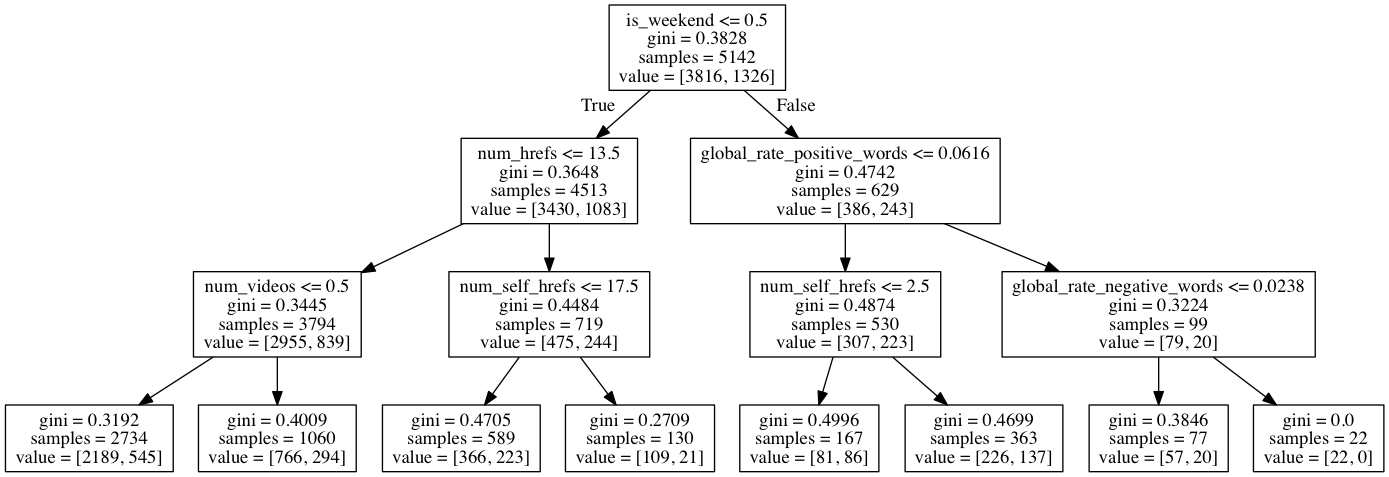 is_weekend <= 0.5
gini = 0.3828
samples = 5142
value = [3816, 1326]
True
False
num_hrefs <= 13.5
gini = 0.3648
samples = 4513
value = [3430, 1083]
global_rate_positive_words <= 0.0616
gini = 0.4742
samples = 629
value = [386, 243]
num_videos <= 0.5
gini = 0.3445
samples = 3794
value = [2955, 839]
num_self_hrefs <= 17.5
gini = 0.4484
samples = 719
value = [475, 244]
num_self_hrefs <= 2.5
gini = 0.4874
samples = 530
value = [307, 223]
global_rate_negative_words <= 0.0238
gini = 0.3224
samples = 99
value = [79, 20]
gini = 0.3192
samples = 2734
value = [2189, 545]
gini = 0.4009
samples = 1060
value = [766, 294]
gini = 0.4705
samples = 589
value = [366, 223]
gini = 0.2709
samples = 130
value = [109, 21]
gini = 0.4996
samples = 167
value = [81, 86]
gini = 0.4699
samples = 363
value = [226, 137]
gini = 0.3846
samples = 77
value = [57, 20]
gini = 0.0
samples = 22
value = [22, 0]